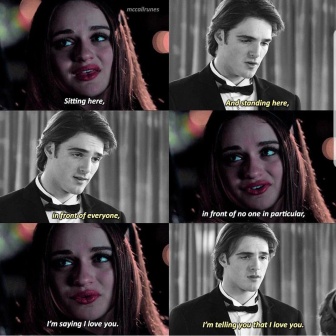 mccallrunes
Sitting here,
And standing here,
in front of everyone,
in front of no one in particular,
I'm saying I love you.
I'm telling you that I love you.